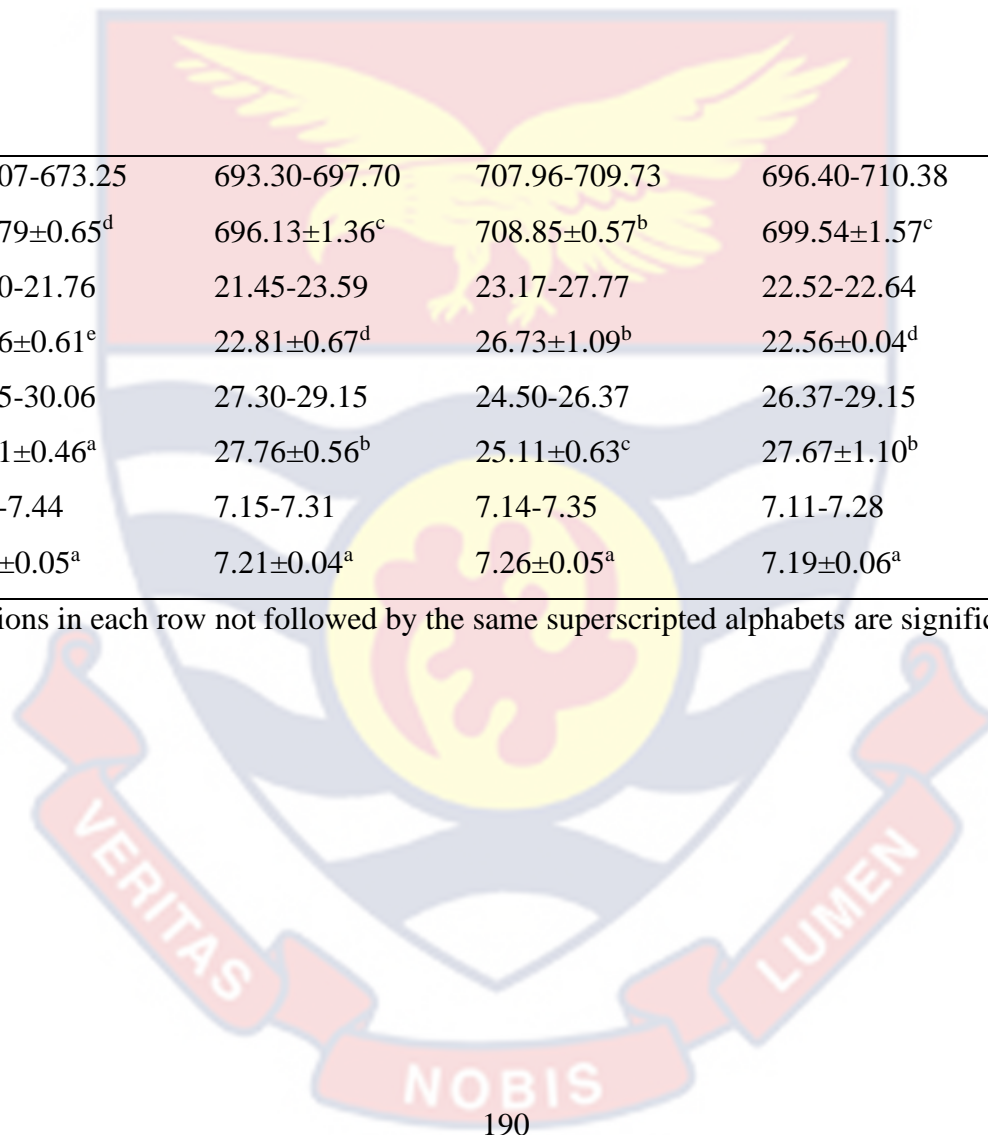 07-673.25 693.30-697.70 707.96-709.73 696.40-710.38
79±0.65ᵈ 696.13±1.36ᶜ 708.85±0.57ᵇ 699.54±1.57ᶜ
0-21.76 21.45-23.59 23.17-27.77 22.52-22.64
6±0.61ᵉ 22.81±0.67ᵈ 26.73±1.09ᵇ 22.56±0.04ᵈ
5-30.06 27.30-29.15 24.50-26.37 26.37-29.15
1±0.46ᵃ 27.76±0.56ᵇ 25.11±0.63ᶜ 27.67±1.10ᵇ
-7.44 7.15-7.31 7.14-7.35 7.11-7.28
±0.05ᵃ 7.21±0.04ᵃ 7.26±0.05ᵃ 7.19±0.06ᵃ
ions in each row not followed by the same superscripted alphabets are signific
VERITAS
NOBIS
LUMEN
190